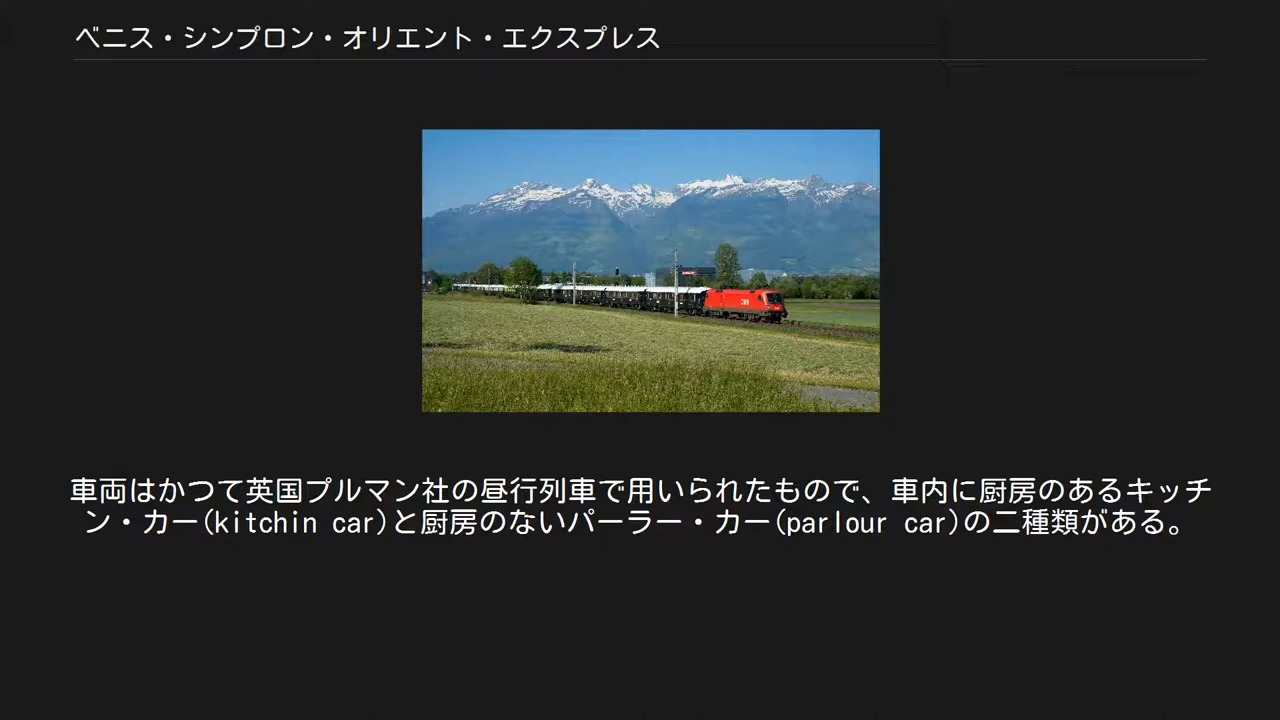 ベニス・シンプロン・オリエント・エクスプレス
車両はかつて英国プルマン社の昼行列車で用いられたもので、車内に厨房のあるキッチ
ン・カー(kitchin car)と厨房のないパーラー・カー(parlour car)の二種類がある。